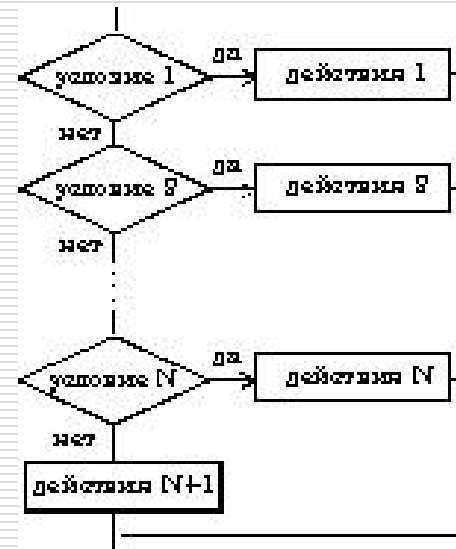 да
условие 1 действия 1
нет
да
условие 2 действия 2
нет
да
условие N действия N
нет
действия N+1